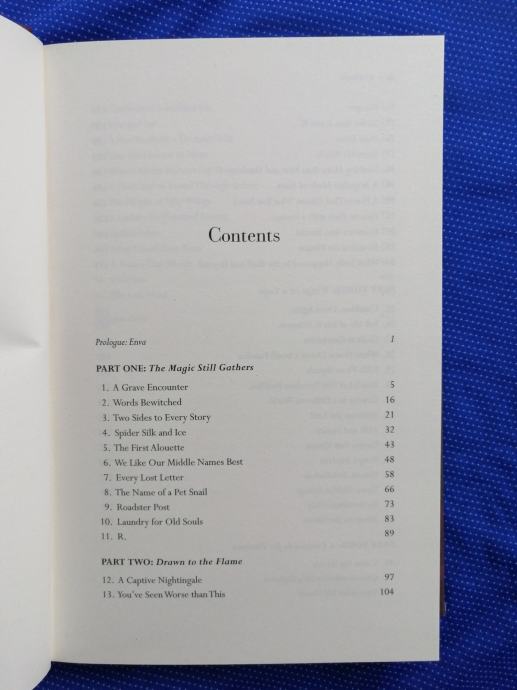 Contents
Prologue: Enva 1
PART ONE: The Magic Still Gathers
1. A Grave Encounter 5
2. Words Bewitched 16
3. Two Sides to Every Story 21
4. Spider Silk and Ice 32
5. The First Alouette 43
6. We Like Our Middle Names Best 48
7. Every Lost Letter 58
8. The Name of a Pet Snail 66
9. Roadster Post 73
10. Laundry for Old Souls 83
11. R. 89
PART TWO: Drawn to the Flame
12. A Captive Nightingale 97
13. You've Seen Worse than This 104